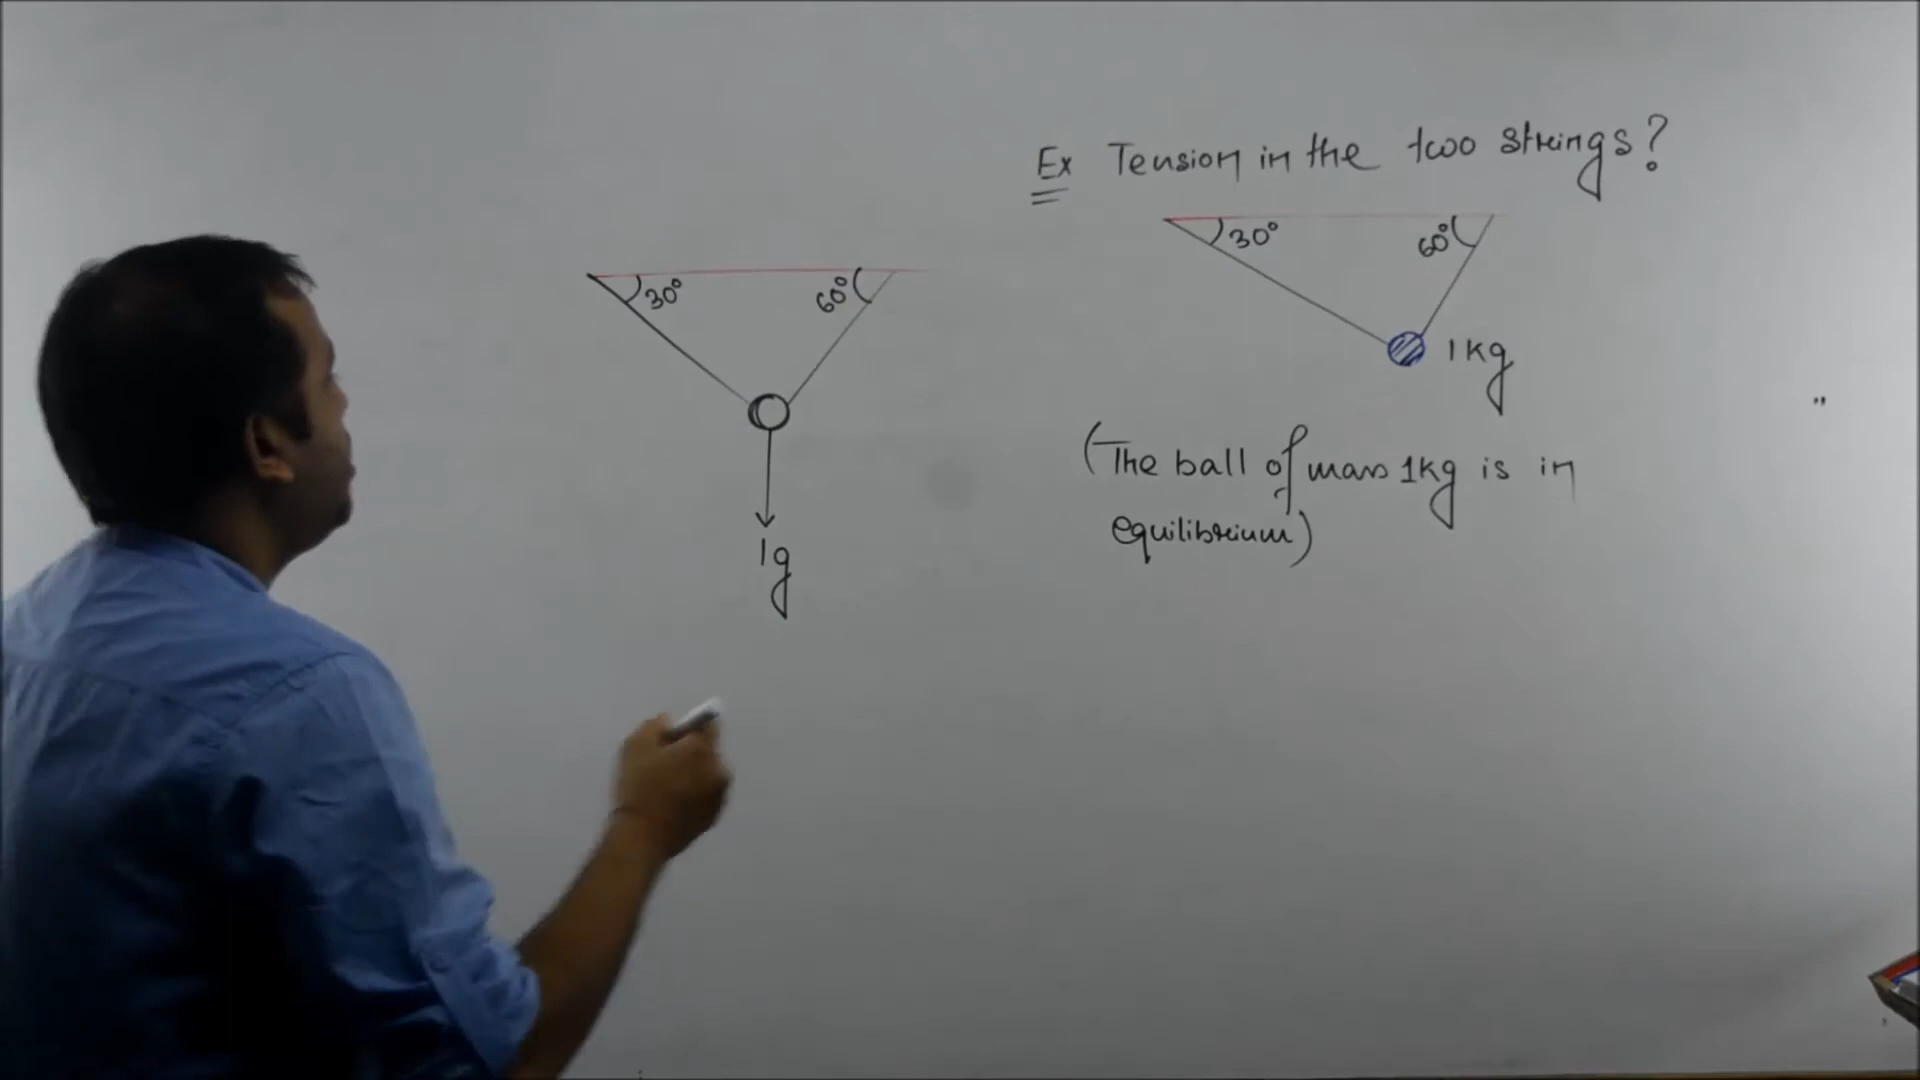 Ex Tension in the two strings?
30° 60°
1kg
(The ball of mass 1kg is in
equilibrium)
30° 60°
1g